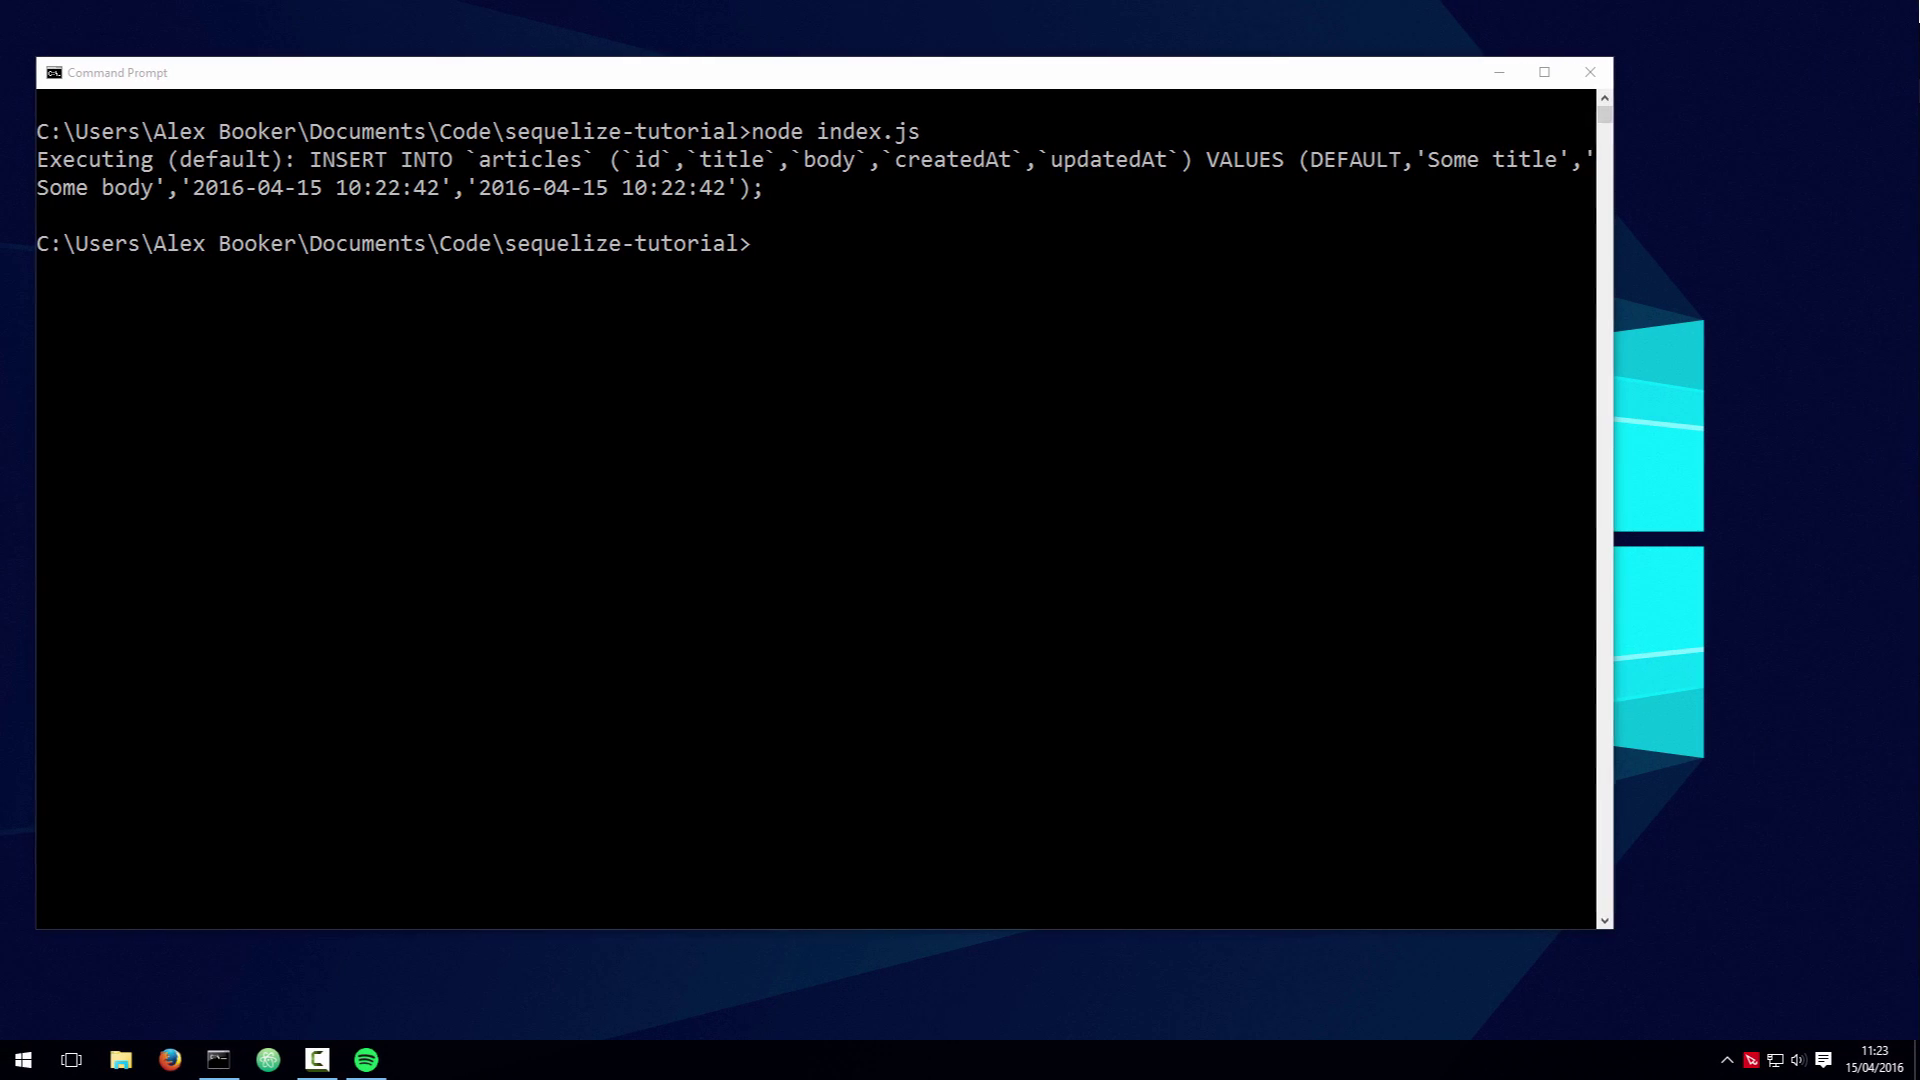 Command Prompt
C:\Users\Alex Booker\Documents\Code\sequelize-tutorial>node index.js
Executing (default): INSERT INTO `articles` (`id`,`title`,`body`,`createdAt`,`updatedAt`) VALUES (DEFAULT,'Some title','
Some body','2016-04-15 10:22:42','2016-04-15 10:22:42');
C:\Users\Alex Booker\Documents\Code\sequelize-tutorial>
11:23
15/04/2016